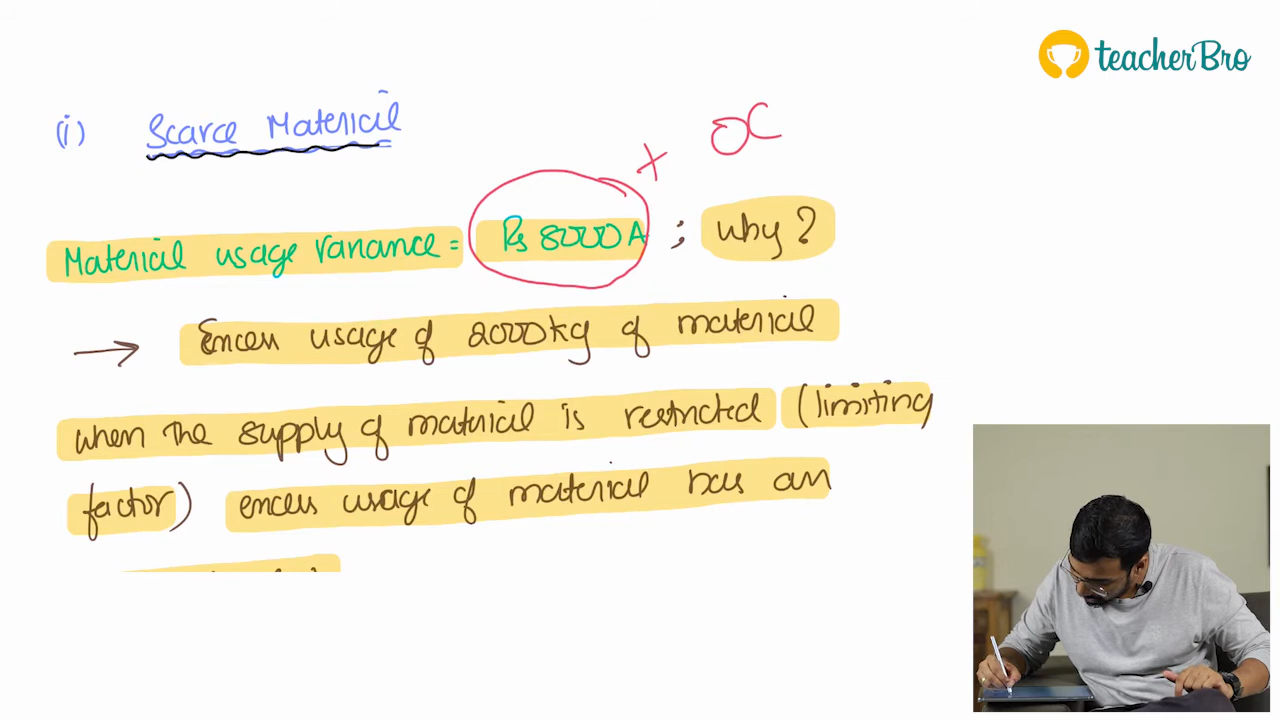 teacherBro
(i) Scarce Material
+ OC
Material usage variance = Rs 8000 A ; why?
→ Excess usage of 2000kg of material
when the supply of material is restricted (limiting
factor) excess usage of material has an